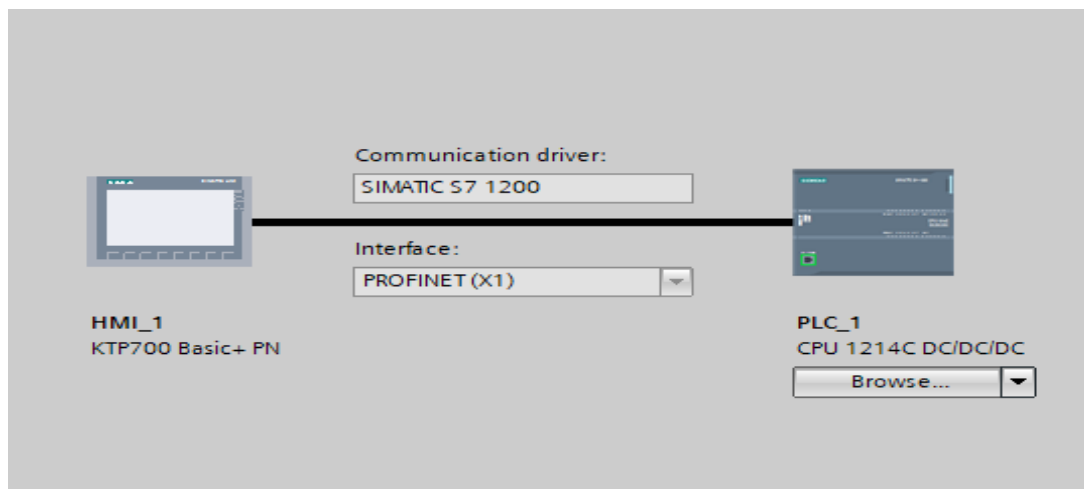 Communication driver:
SIMATIC S7 1200
Interface:
PROFINET (X1)
HMI_1
KTP700 Basic+ PN
PLC_1
CPU 1214C DC/DC/DC
Browse...